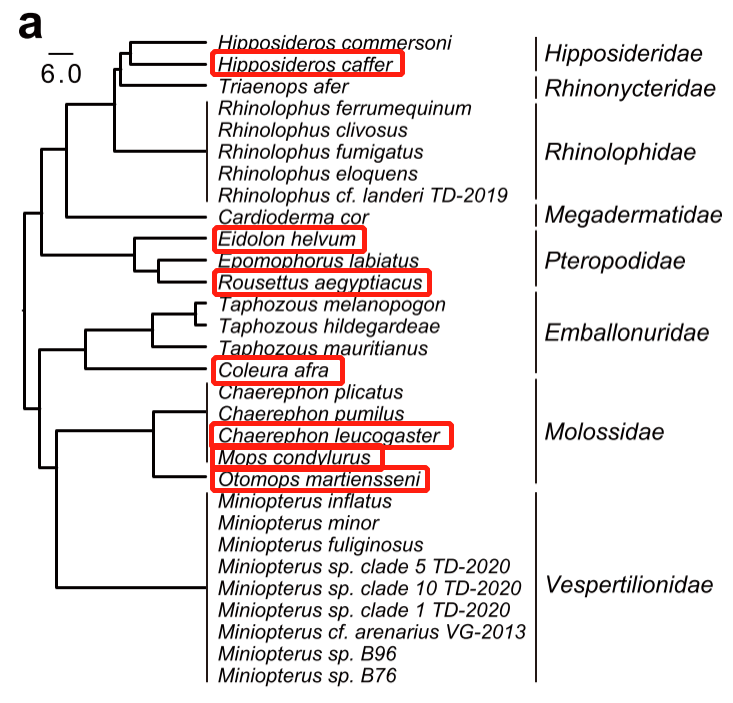 a
6.0
Hipposideros commersoni
Hipposideros caffer
Hipposideridae
Triaenops afer
Rhinonycteridae
Rhinolophus ferrumequinum
Rhinolophus clivosus
Rhinolophus fumigatus
Rhinolophidae
Rhinolophus eloquens
Rhinolophus cf. landeri TD-2019
Cardioderma cor
Megadermatidae
Eidolon helvum
Epomophorus labiatus
Pteropodidae
Rousettus aegyptiacus
Taphozous melanopogon
Taphozous hildegardeae
Emballonuridae
Taphozous mauritianus
Coleura afra
Chaerephon plicatus
Chaerephon pumilus
Chaerephon leucogaster
Molossidae
Mops condylurus
Otomops martiensseni
Miniopterus inflatus
Miniopterus minor
Miniopterus fuliginosus
Miniopterus sp. clade 5 TD-2020
Miniopterus sp. clade 10 TD-2020
Vespertilionidae
Miniopterus sp. clade 1 TD-2020
Miniopterus cf. arenarius VG-2013
Miniopterus sp. B96
Miniopterus sp. B76